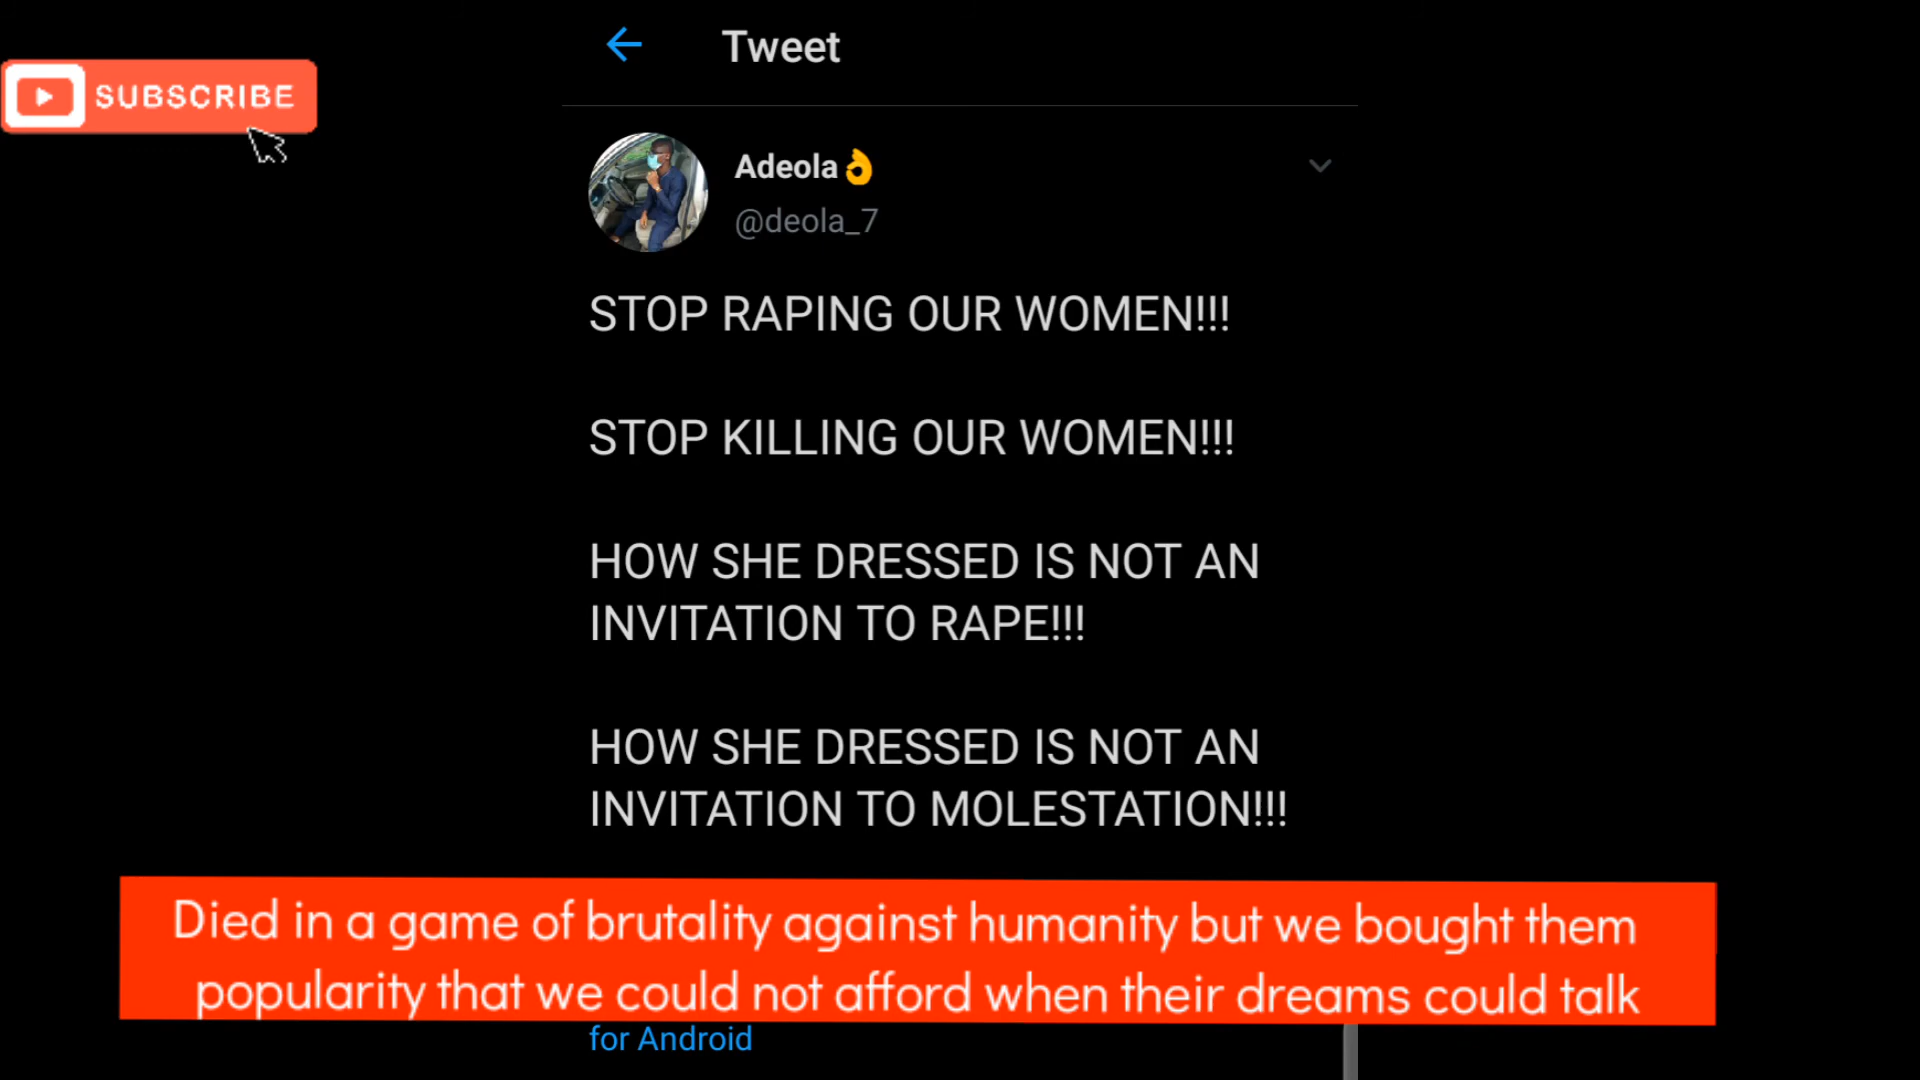 Tweet
SUBSCRIBE
Adeola👌
@deola_7
STOP RAPING OUR WOMEN!!!
STOP KILLING OUR WOMEN!!!
HOW SHE DRESSED IS NOT AN
INVITATION TO RAPE!!!
HOW SHE DRESSED IS NOT AN
INVITATION TO MOLESTATION!!!
Died in a game of brutality against humanity but we bought them
popularity that we could not afford when their dreams could talk
for Android